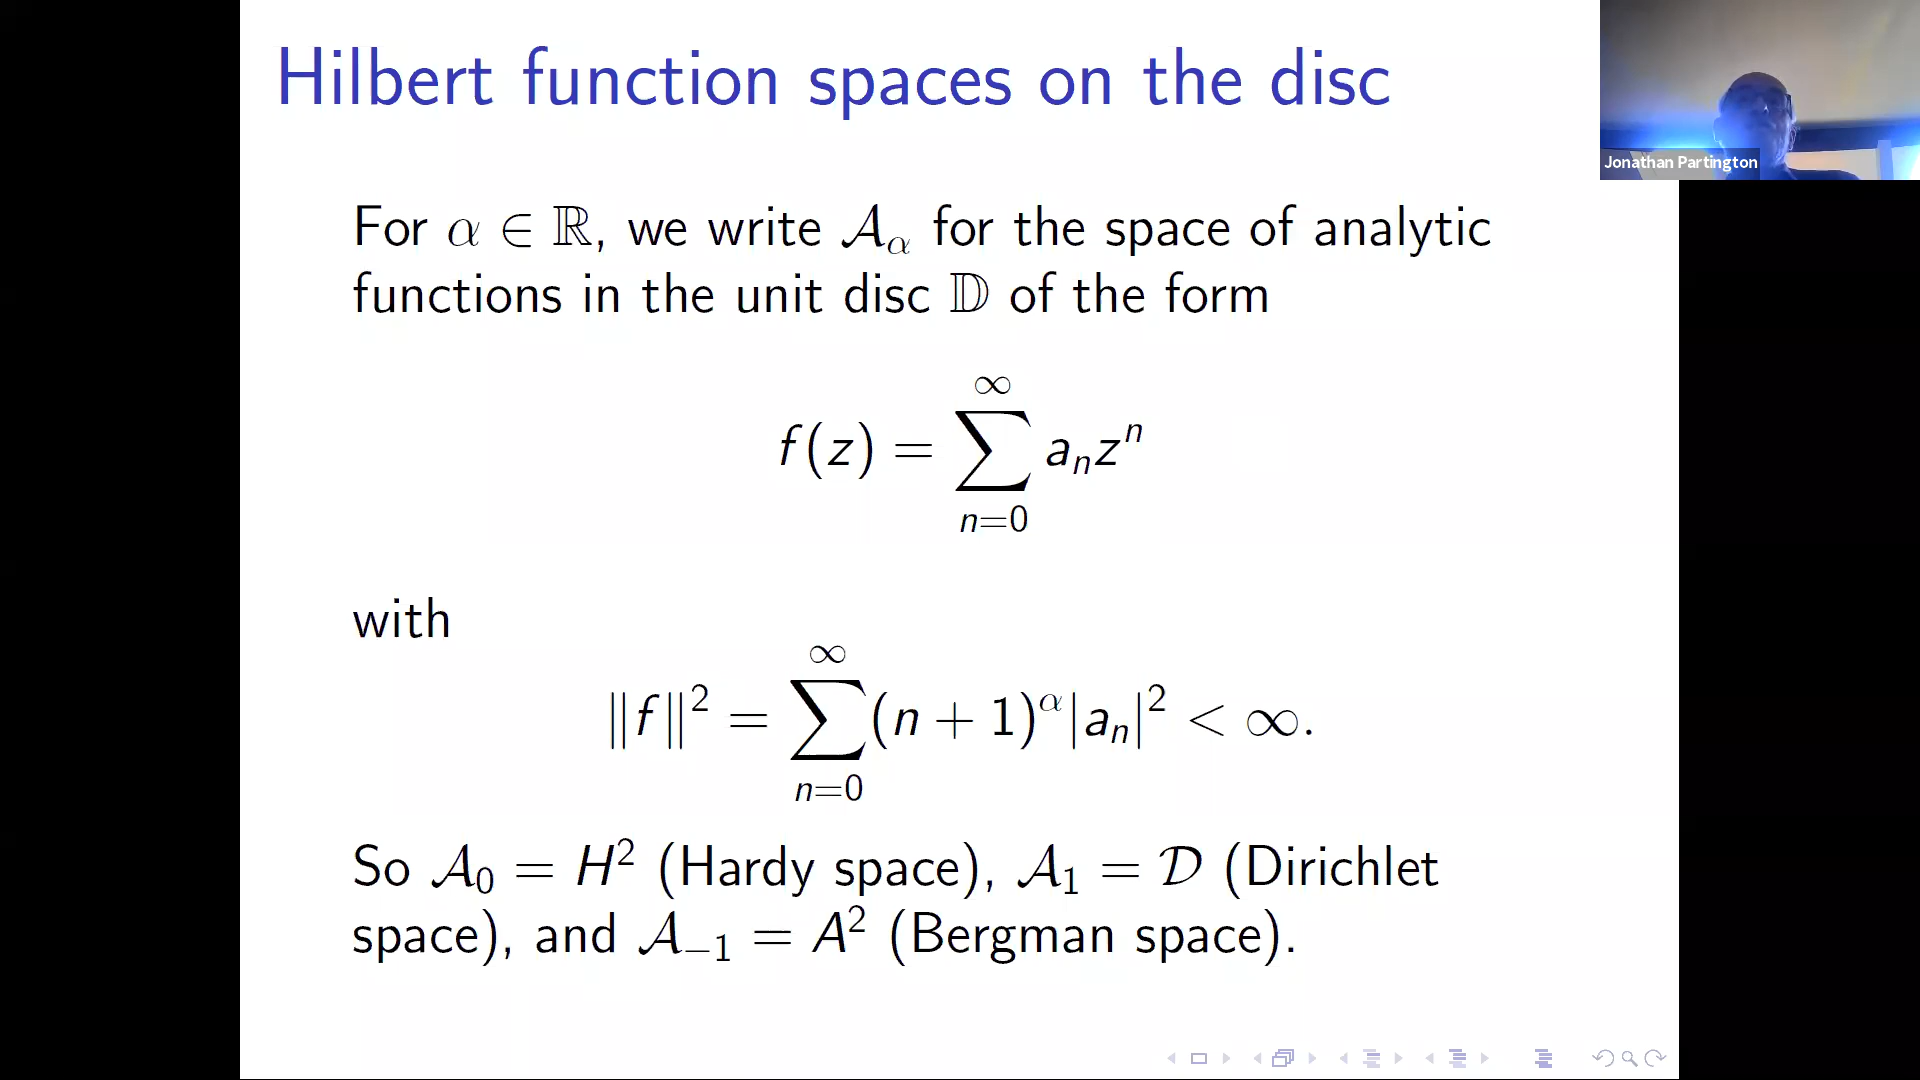 Hilbert function spaces on the disc
Jonathan Partington
For α ∈ ℝ, we write 𝒜_α for the space of analytic
functions in the unit disc 𝔻 of the form
f(z) = ∑_{n=0}^{∞} a_n z^n
with
‖f‖² = ∑_{n=0}^{∞} (n + 1)^α |a_n|² < ∞.
So 𝒜_0 = H² (Hardy space), 𝒜_1 = 𝒟 (Dirichlet
space), and 𝒜_{−1} = A² (Bergman space).